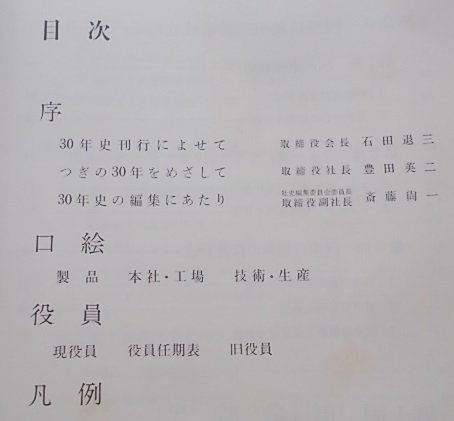 目次
序
30年史刊行によせて 取締役会長 石田退三
つぎの30年をめざして 取締役社長 豊田英二
30年史の編集にあたり 社史編集委員会委員長 取締役副社長 斎藤尚一
口絵
製品 本社・工場 技術・生産
役員
現役員 役員任期表 旧役員
凡例